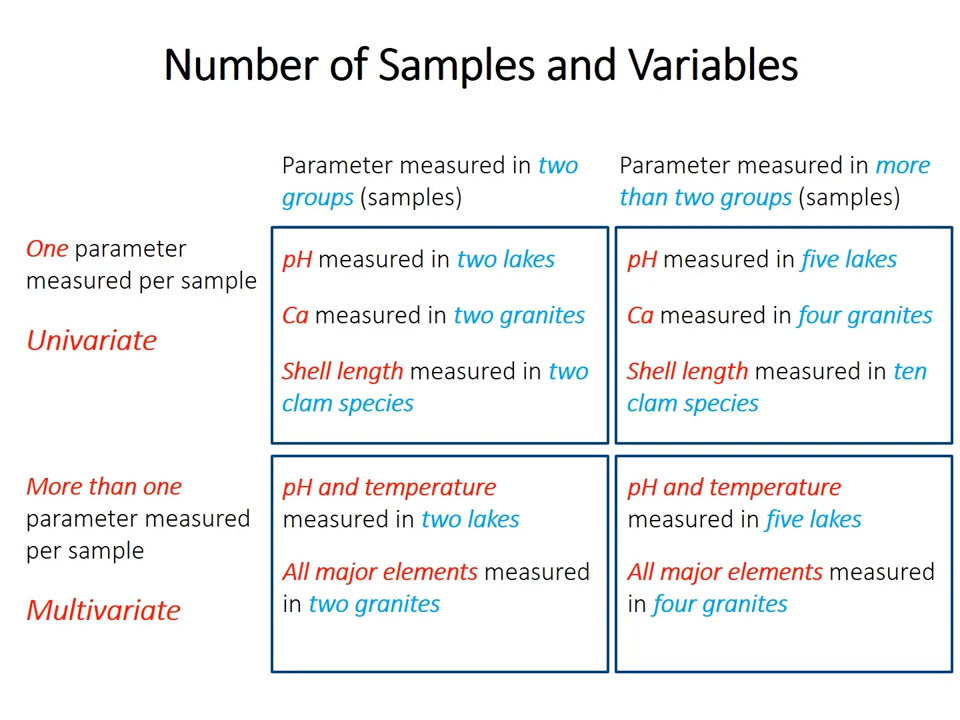 Number of Samples and Variables
Parameter measured in two
groups (samples)
Parameter measured in more
than two groups (samples)
One parameter
measured per sample
Univariate
pH measured in two lakes
Ca measured in two granites
Shell length measured in two
clam species
pH measured in five lakes
Ca measured in four granites
Shell length measured in ten
clam species
More than one
parameter measured
per sample
Multivariate
pH and temperature
measured in two lakes
All major elements measured
in two granites
pH and temperature
measured in five lakes
All major elements measured
in four granites